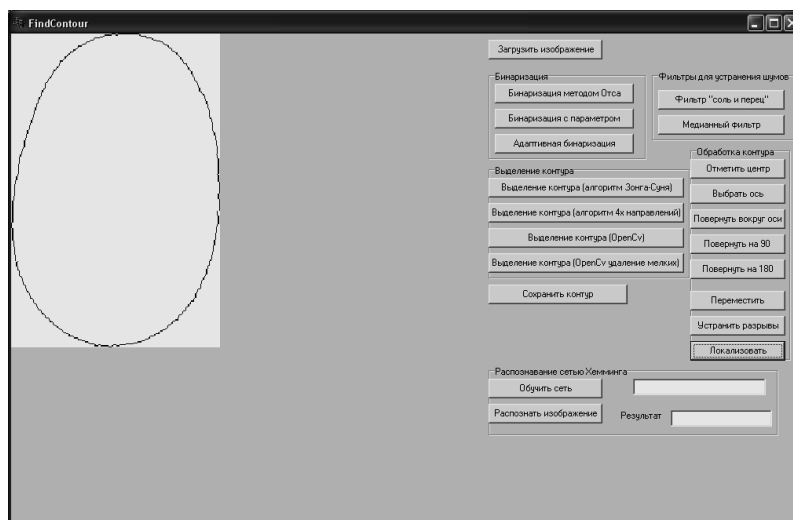 FindContour
Загрузить изображение
Бинаризация
Бинаризация методом Отса
Бинаризация с параметром
Адаптивная бинаризация
Фильтры для устранения шумов
Фильтр "соль и перец"
Медианный фильтр
Выделение контура
Выделение контура (алгоритм Зонга-Суня)
Выделение контура (алгоритм 4х направлений)
Выделение контура (OpenCv)
Выделение контура (OpenCv удаление мелких)
Сохранить контур
Обработка контура
Отметить центр
Выбрать ось
Повернуть вокруг оси
Повернуть на 90
Повернуть на 180
Переместить
Устранить разрывы
Локализовать
Распознавание сетью Хемминга
Обучить сеть
Распознать изображение
Результат